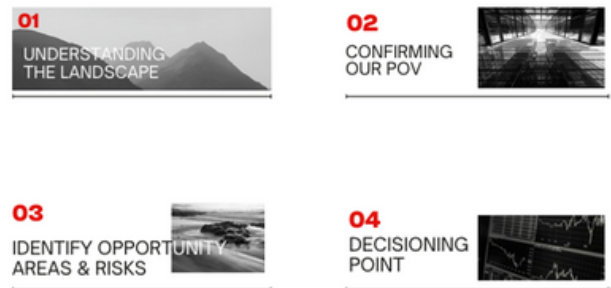 01
UNDERSTANDING
THE LANDSCAPE
02
CONFIRMING
OUR POV
03
IDENTIFY OPPORTUNITY
AREAS & RISKS
04
DECISIONING
POINT